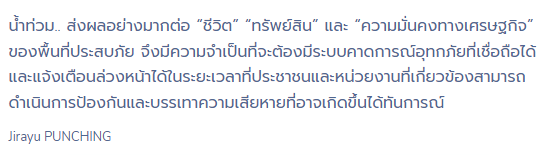 น้ำท่วม.. ส่งผลอย่างมากต่อ “ชีวิต” “ทรัพย์สิน” และ “ความมั่นคงทางเศรษฐกิจ”
ของพื้นที่ประสบภัย จึงมีความจำเป็นที่จะต้องมีระบบคาดการณ์อุทกภัยที่เชื่อถือได้
และแจ้งเตือนล่วงหน้าได้ในระยะเวลาที่ประชาชนและหน่วยงานที่เกี่ยวข้องสามารถ
ดำเนินการป้องกันและบรรเทาความเสียหายที่อาจเกิดขึ้นได้ทันการณ์
Jirayu PUNCHING